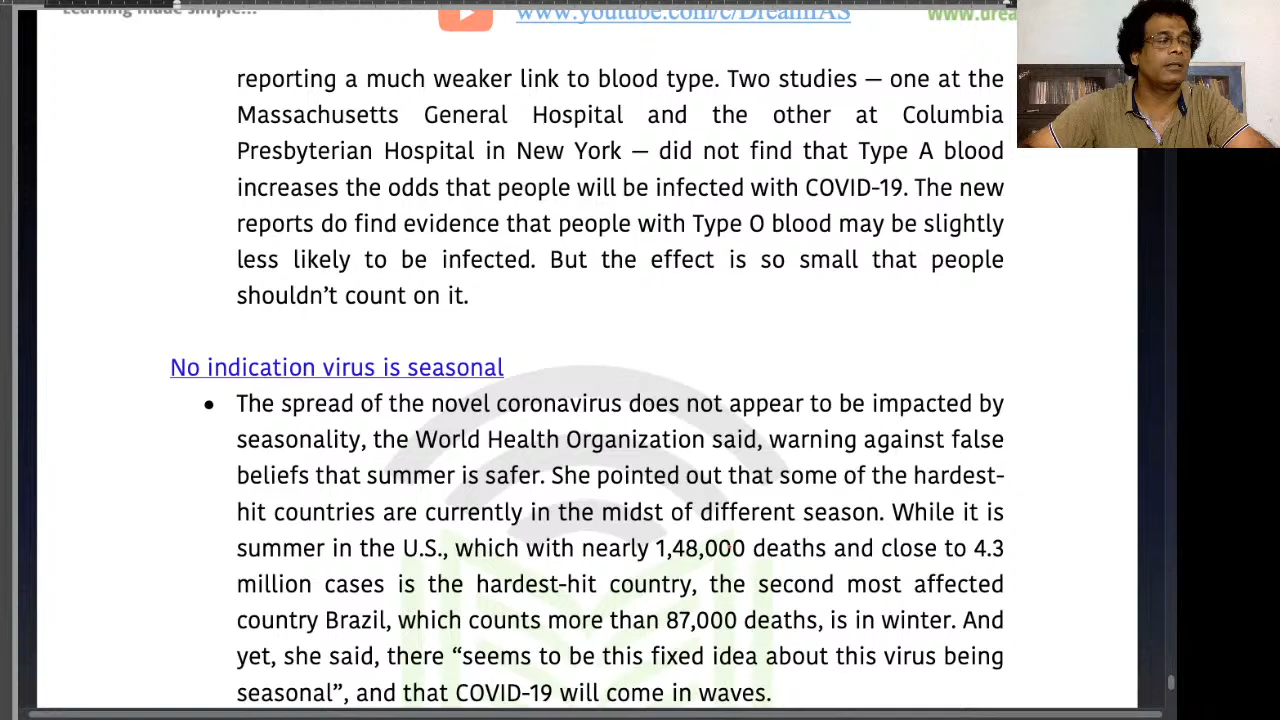 Learning made simple...
www.youtube.com/c/DreamIAS
reporting a much weaker link to blood type. Two studies — one at the
Massachusetts General Hospital and the other at Columbia
Presbyterian Hospital in New York — did not find that Type A blood
increases the odds that people will be infected with COVID-19. The new
reports do find evidence that people with Type O blood may be slightly
less likely to be infected. But the effect is so small that people
shouldn't count on it.
No indication virus is seasonal
• The spread of the novel coronavirus does not appear to be impacted by
seasonality, the World Health Organization said, warning against false
beliefs that summer is safer. She pointed out that some of the hardest-
hit countries are currently in the midst of different season. While it is
summer in the U.S., which with nearly 1,48,000 deaths and close to 4.3
million cases is the hardest-hit country, the second most affected
country Brazil, which counts more than 87,000 deaths, is in winter. And
yet, she said, there “seems to be this fixed idea about this virus being
seasonal”, and that COVID-19 will come in waves.